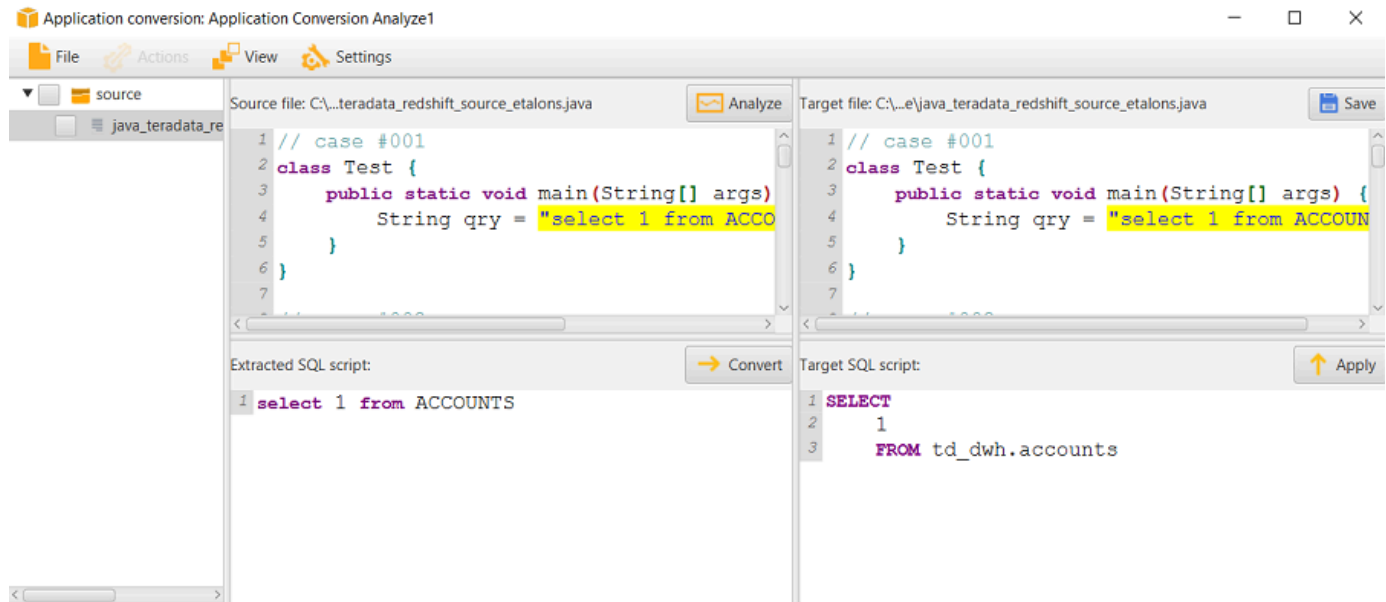 Application conversion: Application Conversion Analyze1
File Actions View Settings
source
java_teradata_re
Source file: C:\...teradata_redshift_source_etalons.java Analyze
1 // case #001
2 class Test {
3 public static void main(String[] args)
4 String qry = "select 1 from ACCO
5 }
6 }
7
Target file: C:\...e\java_teradata_redshift_source_etalons.java Save
1 // case #001
2 class Test {
3 public static void main(String[] args) {
4 String qry = "select 1 from ACCOUN
5 }
6 }
7
Extracted SQL script: Convert
1 select 1 from ACCOUNTS
Target SQL script: Apply
1 SELECT
2 1
3 FROM td_dwh.accounts